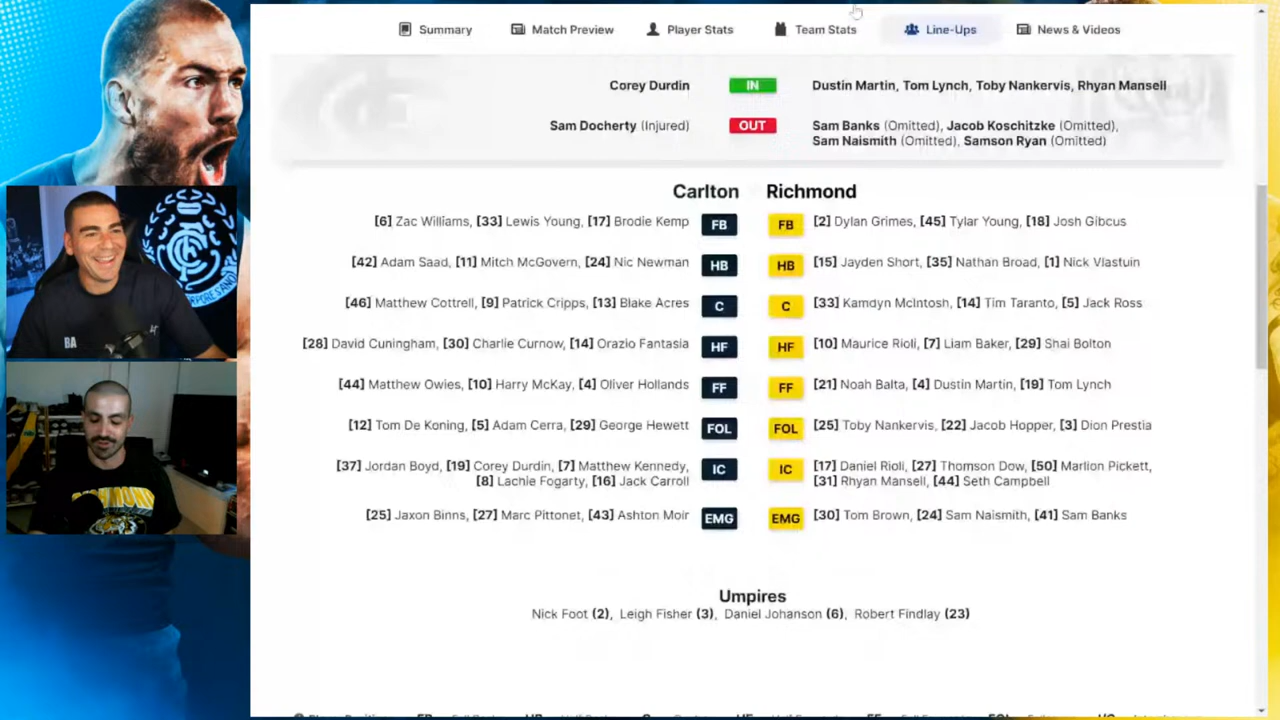 Summary Match Preview Player Stats Team Stats Line-Ups News & Videos
Corey Durdin IN Dustin Martin, Tom Lynch, Toby Nankervis, Rhyan Mansell
Sam Docherty (Injured) OUT Sam Banks (Omitted), Jacob Koschitzke (Omitted),
Sam Naismith (Omitted), Samson Ryan (Omitted)
Carlton Richmond
[6] Zac Williams, [33] Lewis Young, [17] Brodie Kemp FB FB [2] Dylan Grimes, [45] Tylar Young, [18] Josh Gibcus
[42] Adam Saad, [11] Mitch McGovern, [24] Nic Newman HB HB [15] Jayden Short, [35] Nathan Broad, [1] Nick Vlastuin
[46] Matthew Cottrell, [9] Patrick Cripps, [13] Blake Acres C C [33] Kamdyn McIntosh, [14] Tim Taranto, [5] Jack Ross
[28] David Cuningham, [30] Charlie Curnow, [14] Orazio Fantasia HF HF [10] Maurice Rioli, [7] Liam Baker, [29] Shai Bolton
[44] Matthew Owies, [10] Harry McKay, [4] Oliver Hollands FF FF [21] Noah Balta, [4] Dustin Martin, [19] Tom Lynch
[12] Tom De Koning, [5] Adam Cerra, [29] George Hewett FOL FOL [25] Toby Nankervis, [22] Jacob Hopper, [3] Dion Prestia
[37] Jordan Boyd, [19] Corey Durdin, [7] Matthew Kennedy, IC IC [17] Daniel Rioli, [27] Thomson Dow, [50] Marlion Pickett,
[8] Lachie Fogarty, [16] Jack Carroll [31] Rhyan Mansell, [44] Seth Campbell
[25] Jaxon Binns, [27] Marc Pittonet, [43] Ashton Moir EMG EMG [30] Tom Brown, [24] Sam Naismith, [41] Sam Banks
Umpires
Nick Foot (2), Leigh Fisher (3), Daniel Johanson (6), Robert Findlay (23)
BA
RICHMOND